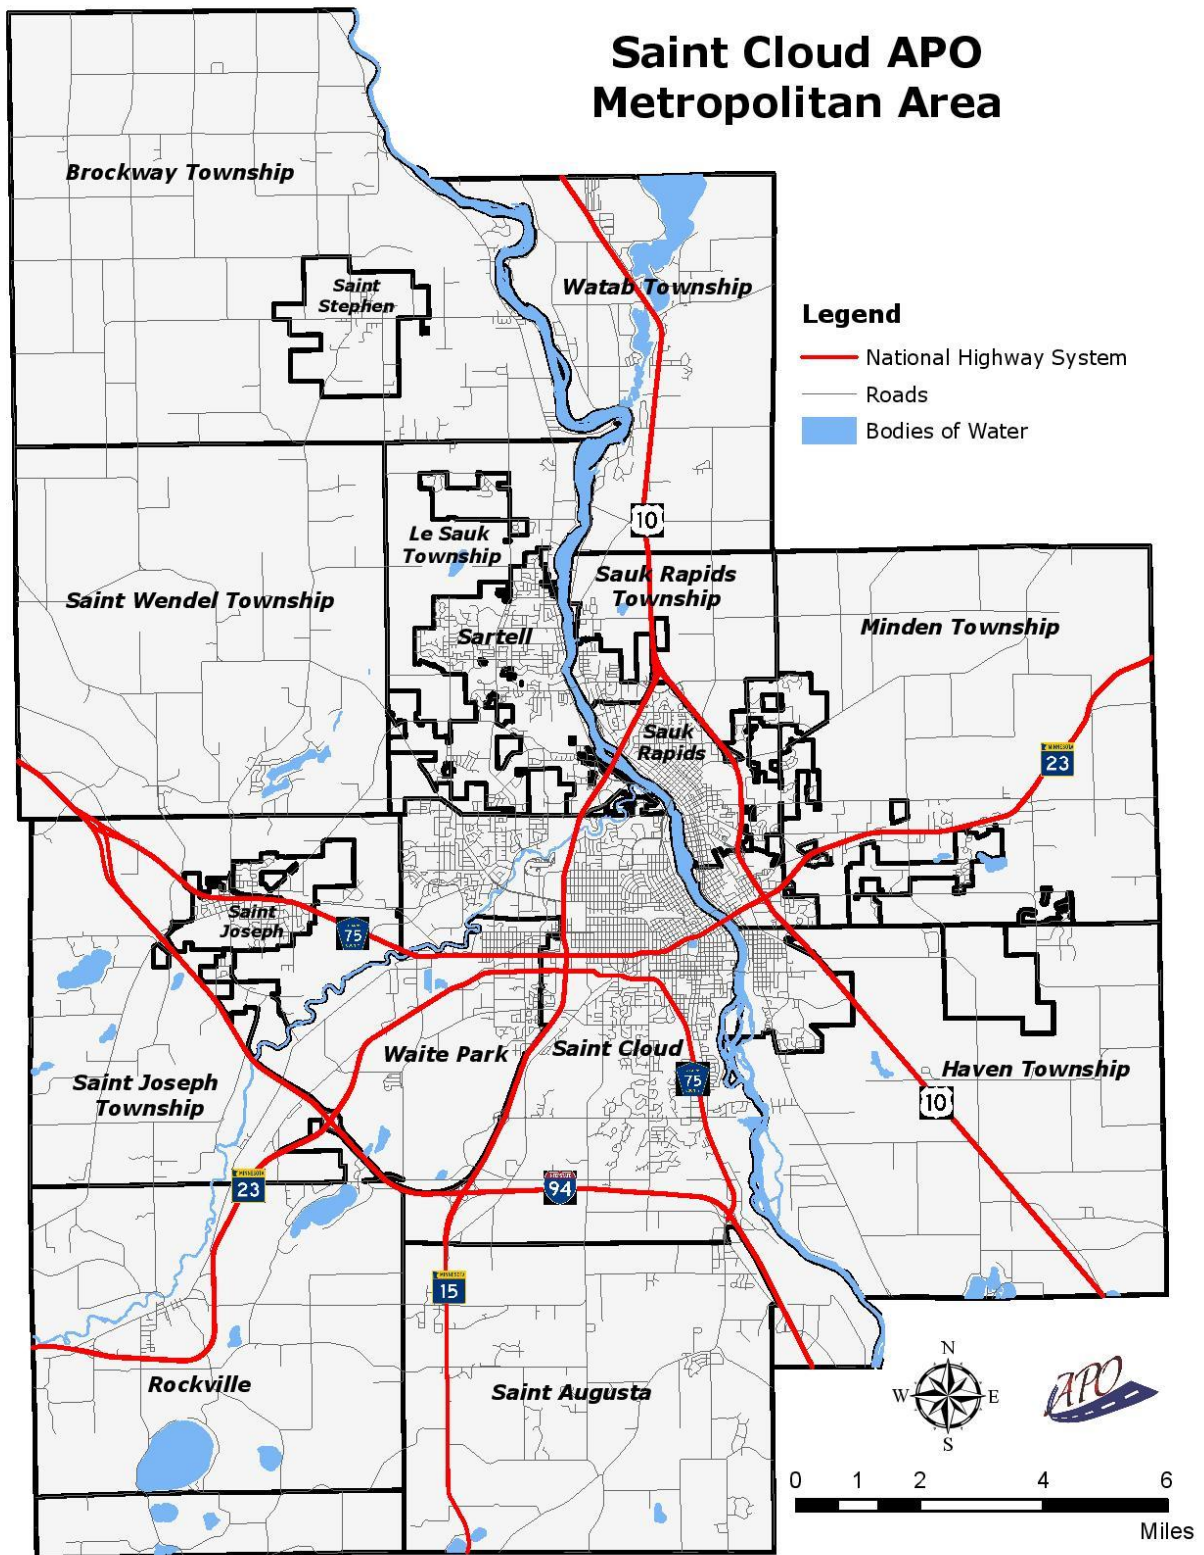 Saint Cloud APO
Metropolitan Area
Brockway Township
Saint
Stephen
Watab Township
Legend
National Highway System
Roads
Bodies of Water
10
Le Sauk
Township
Sauk Rapids
Township
Saint Wendel Township
Minden Township
Sartell
Sauk
Rapids
MINNESOTA
23
Saint
Joseph
75
Waite Park
Saint Cloud
75
Haven Township
Saint Joseph
Township
10
MINNESOTA
23
94
MINNESOTA
15
Rockville
Saint Augusta
N
W
E
S
APO
0 1 2 4 6
Miles